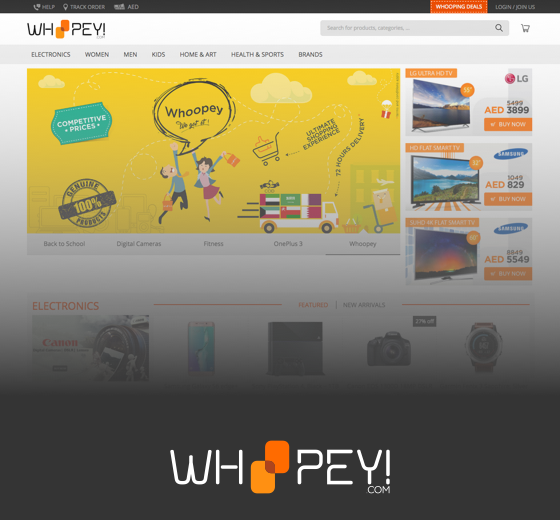 HELP TRACK ORDER AED WHOOPING DEALS LOGIN / JOIN US
WHOOPEY!
.COM
Search for products, categories, ...
ELECTRONICS WOMEN MEN KIDS HOME & ART HEALTH & SPORTS BRANDS
COMPETITIVE
• PRICES •
Whoopey
"We got it"!
ULTIMATE
SHOPPING
EXPERIENCE
72 HOURS DELIVERY
GENUINE
100%
PRODUCTS
LG ULTRA HD TV
LG
5499
AED 3899
BUY NOW
HD FLAT SMART TV
SAMSUNG
1049
AED 829
BUY NOW
SUHD 4K FLAT SMART TV
SAMSUNG
AED 5549
BUY NOW
Back to School Digital Cameras Fitness OnePlus 3 Whoopey
ELECTRONICS FEATURED NEW ARRIVALS
Canon
27% off
WHOOPEY!
.COM